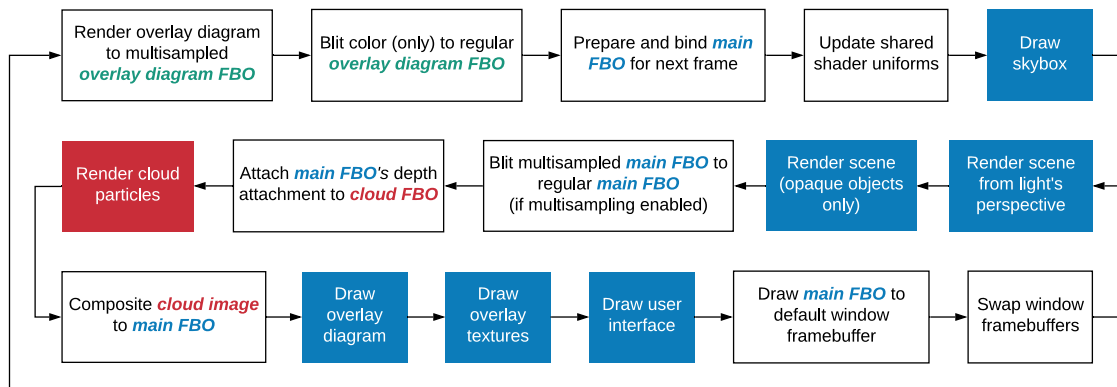 Render overlay diagram
to multisampled
overlay diagram FBO
Blit color (only) to regular
overlay diagram FBO
Prepare and bind main
FBO for next frame
Update shared
shader uniforms
Draw
skybox
Render cloud
particles
Attach main FBO's depth
attachment to cloud FBO
Blit multisampled main FBO to
regular main FBO
(if multisampling enabled)
Render scene
(opaque objects
only)
Render scene
from light's
perspective
Composite cloud image
to main FBO
Draw
overlay
diagram
Draw
overlay
textures
Draw user
interface
Draw main FBO to
default window
framebuffer
Swap window
framebuffers